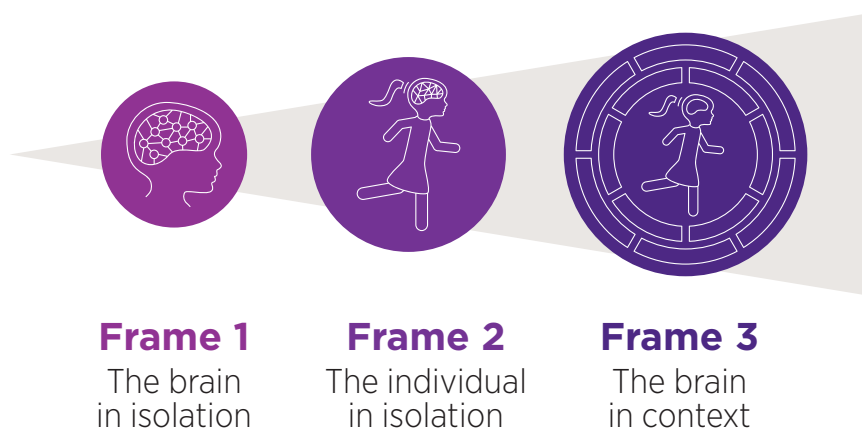 Frame 1
The brain
in isolation
Frame 2
The individual
in isolation
Frame 3
The brain
in context